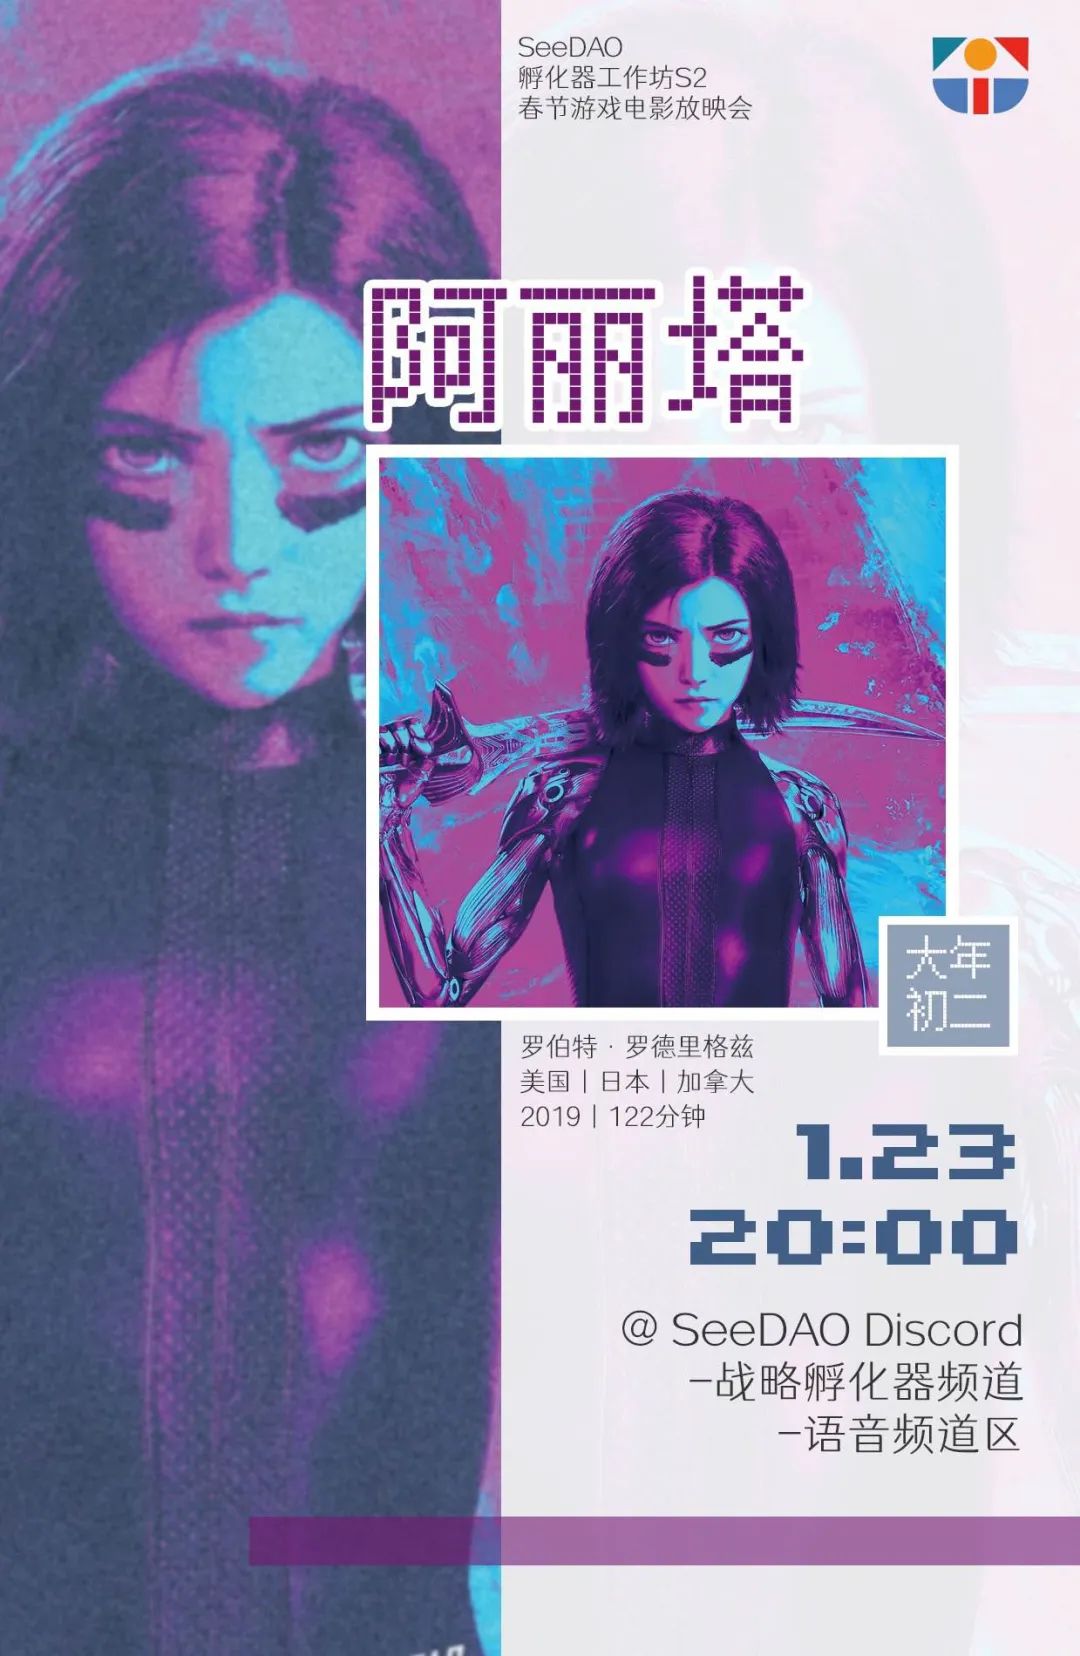 SeeDAO
孵化器工作坊S2
春节游戏电影放映会
阿丽塔
大年
初二
罗伯特·罗德里格兹
美国｜日本｜加拿大
2019｜122分钟
1.23
20:00
@ SeeDAO Discord
-战略孵化器频道
-语音频道区